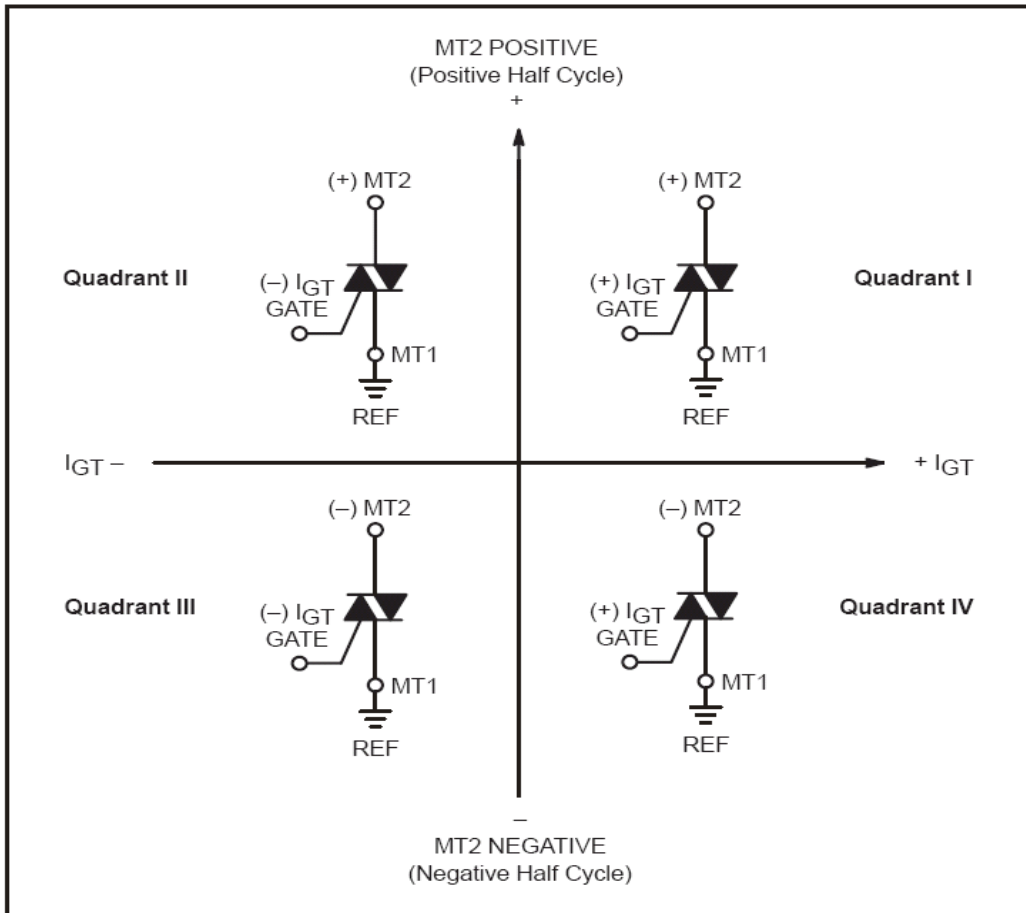 MT2 POSITIVE
(Positive Half Cycle)
+
(+) MT2
(+) MT2
Quadrant II
(–) IGT
GATE
(+) IGT
GATE
Quadrant I
MT1
MT1
REF
REF
IGT –
+ IGT
(–) MT2
(–) MT2
Quadrant III
(–) IGT
GATE
(+) IGT
GATE
Quadrant IV
MT1
MT1
REF
REF
–
MT2 NEGATIVE
(Negative Half Cycle)